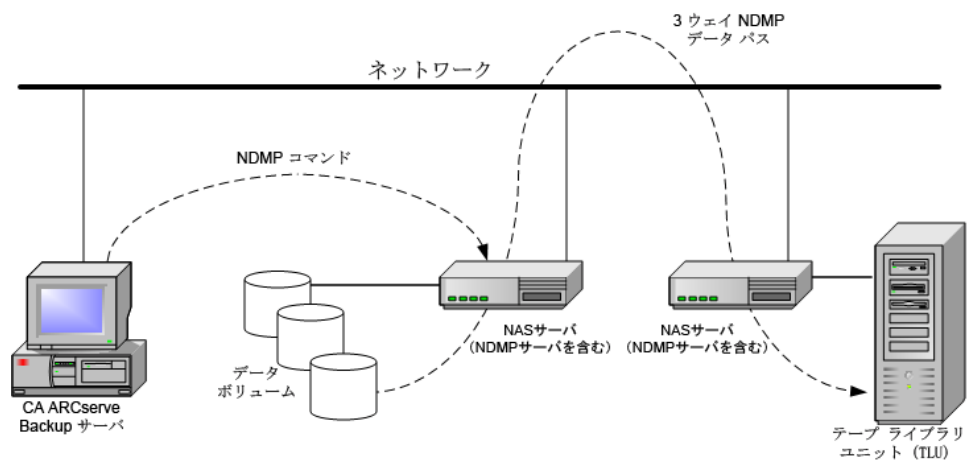 3 ウェイ NDMP
データ パス
ネットワーク
NDMP コマンド
NASサーバ
(NDMPサーバを含む)
NASサーバ
(NDMPサーバを含む)
データ
ボリューム
CA ARCserve
Backup サーバ
テープ ライブラリ
ユニット (TLU)